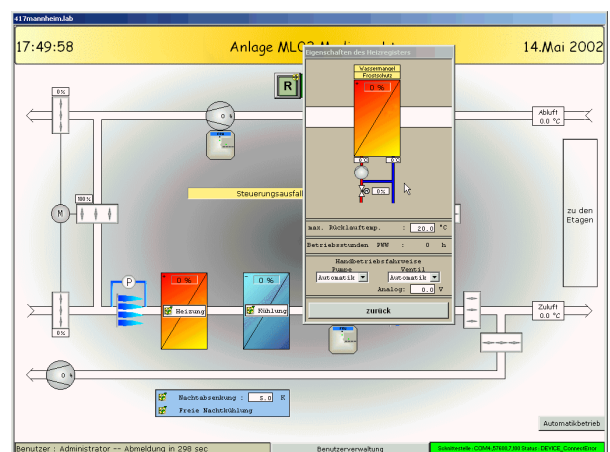 417mannheim.lab
17:49:58
Anlage ML02
14.Mai 2002
Eigenschaften des Heizregisters
Wassermangel
Frostschutz
0 %
0°C
0°C
0%
max. Rücklauftemp. : 20.0 °C
Betriebsstunden PWW : 0 h
Handbetriebsfahrweise
Pumpe Ventil
Automatik Automatik
Analog: 0.0 V
zurück
0%
R
0 %
Abluft
0.0 °C
Steuerungsausfall
100%
M
zu den
Etagen
P
0 %
0 %
Heizung
Kühlung
Zuluft
0.0 °C
0%
0 %
Nachtabsenkung : 5.0 K
Freie Nachtkühlung
Automatikbetrieb
Benutzer : Administrator -- Abmeldung in 298 sec
Benutzerverwaltung